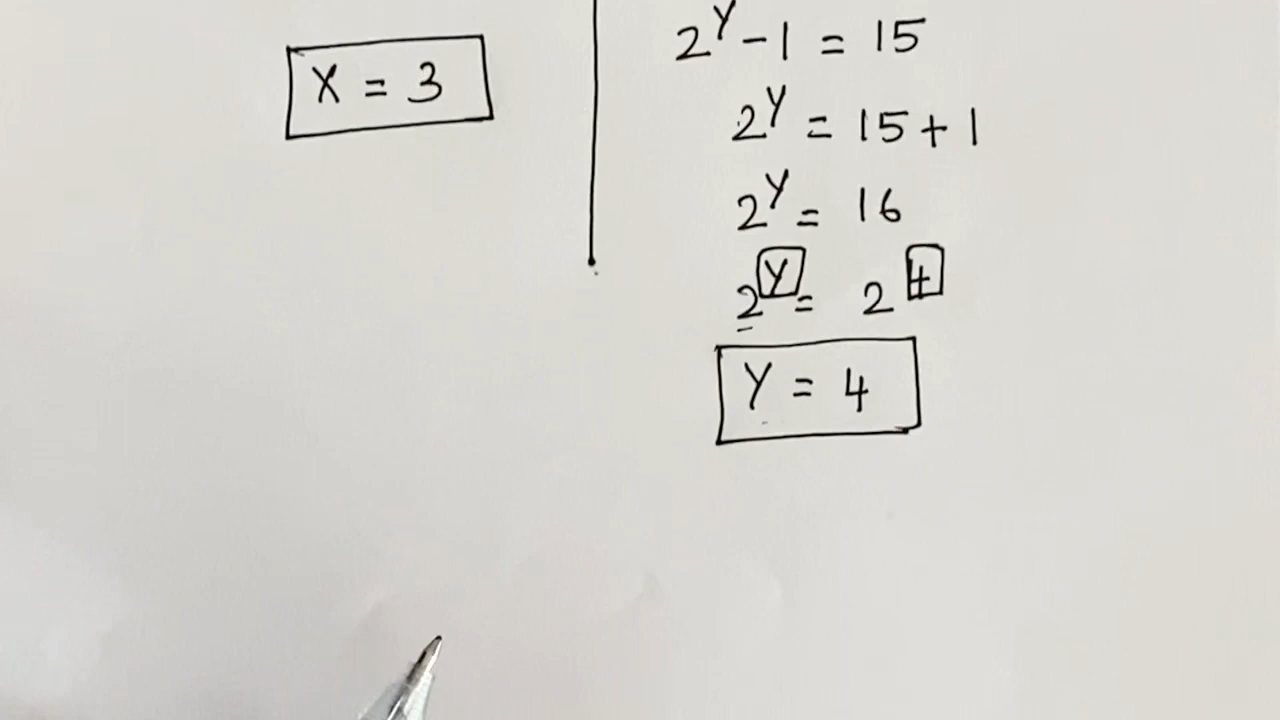 X = 3
2^Y - 1 = 15
2^Y = 15 + 1
2^Y = 16
2^Y = 2^4
Y = 4